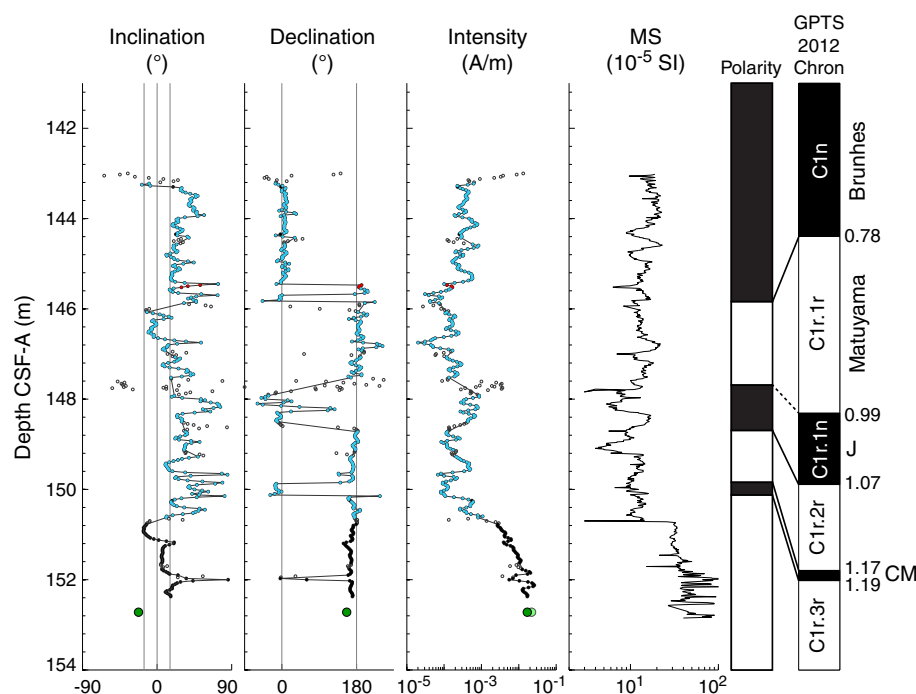 Inclination
(°)
Declination
(°)
Intensity
(A/m)
MS
(10⁻⁵ SI)
Polarity
GPTS
2012
Chron
Depth CSF-A (m)
142
144
146
148
150
152
154
-90
0
90
0
180
10⁻⁵
10⁻³
10⁻¹
10¹
10²
C1n
C1r.1r
C1r.1n
C1r.2r
C1r.3r
0.78
0.99
1.07
1.17
1.19
Brunhes
Matuyama
J
CM